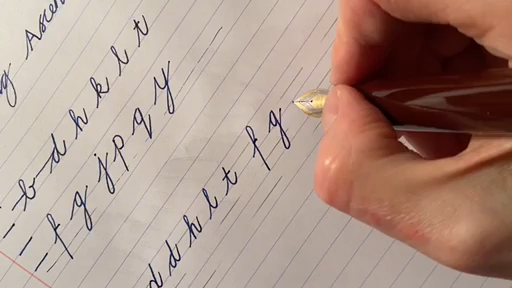 g Ascen
= b d h k l t
= f g j p q y
d d h l t f g